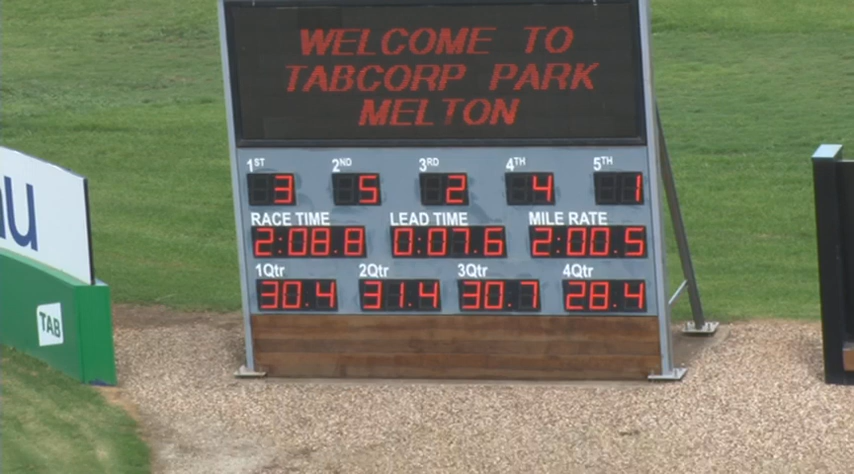 WELCOME TO
TABCORP PARK
MELTON
1ST 2ND 3RD 4TH 5TH
3 5 2 4 1
RACE TIME LEAD TIME MILE RATE
2:08.8 0:07.6 2:00.5
1Qtr 2Qtr 3Qtr 4Qtr
30.4 31.4 30.7 28.4
TAB